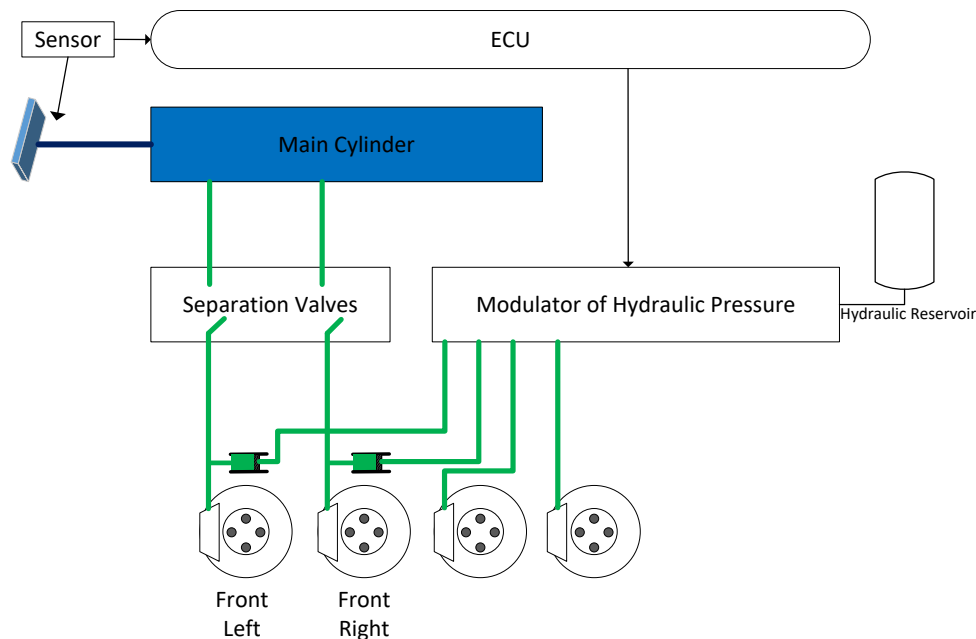 Sensor
ECU
Main Cylinder
Separation Valves
Modulator of Hydraulic Pressure
Hydraulic Reservoir
Front
Left
Front
Right